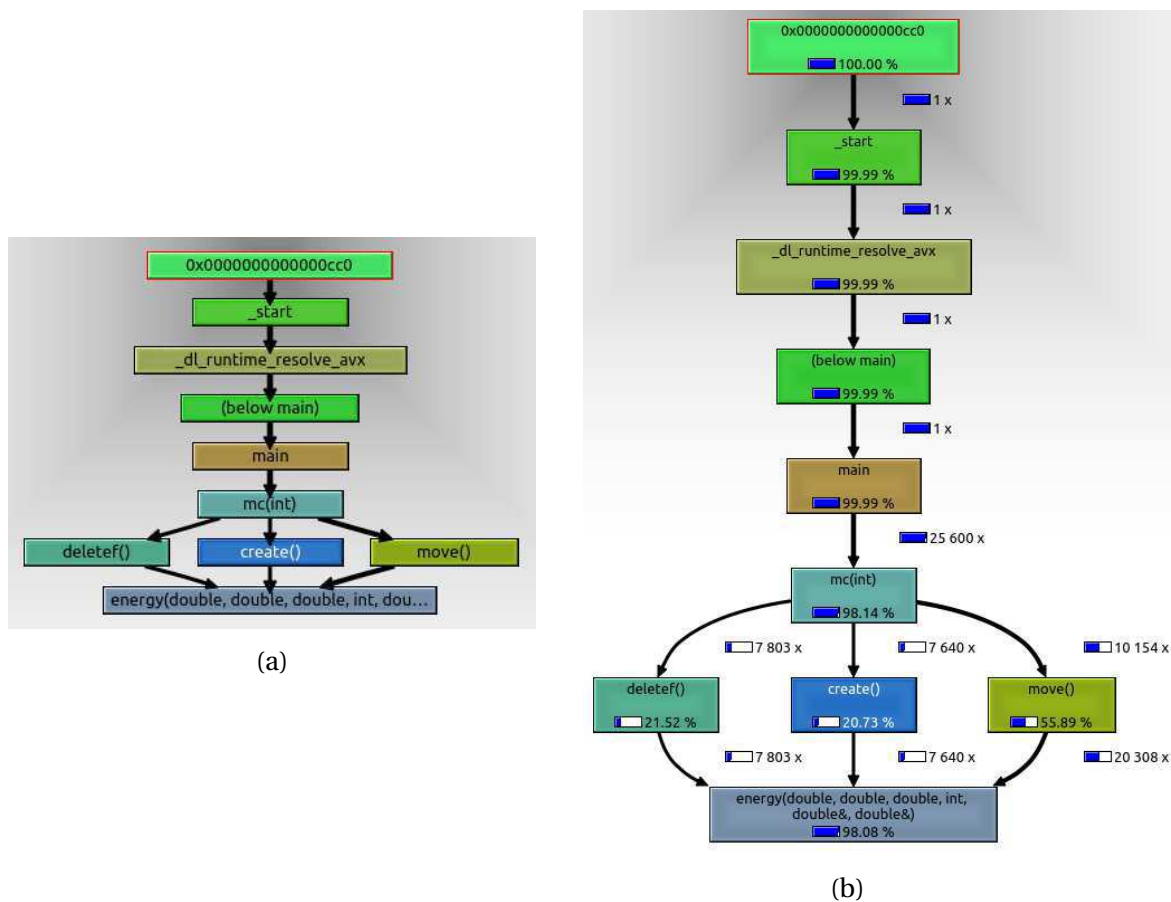 0x0000000000000cc0
_start
_dl_runtime_resolve_avx
(below main)
main
mc(int)
deletef()
create()
move()
energy(double, double, double, int, dou...
(a)
0x0000000000000cc0
100.00 %
1 x
_start
99.99 %
1 x
_dl_runtime_resolve_avx
99.99 %
1 x
(below main)
99.99 %
1 x
main
99.99 %
25 600 x
mc(int)
98.14 %
7 803 x
7 640 x
10 154 x
deletef()
21.52 %
create()
20.73 %
move()
55.89 %
7 803 x
7 640 x
20 308 x
energy(double, double, double, int,
double&, double&)
98.08 %
(b)